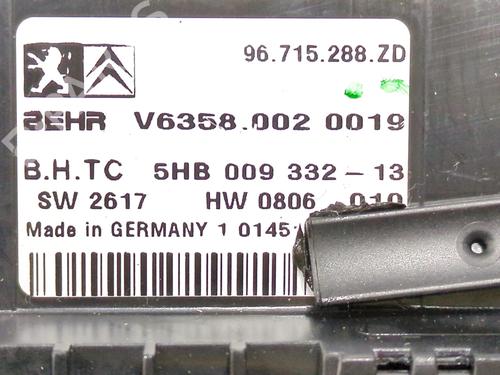 96.715.288.ZD
BEHR V6358.002 0019
B.H.TC 5HB 009 332-13
SW 2617 HW 0806
Made in GERMANY 1 0145